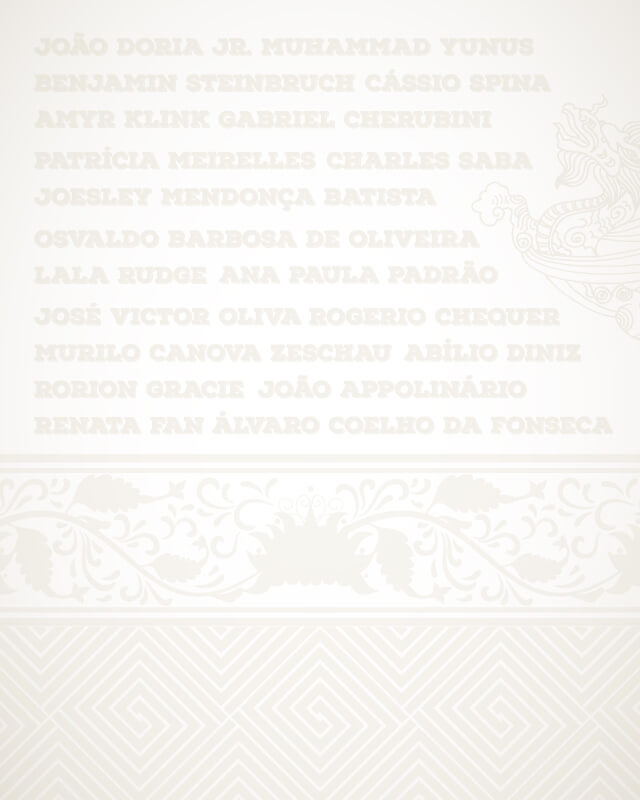 JOÃO DORIA JR. MUHAMMAD YUNUS
BENJAMIN STEINBRUCH CÁSSIO SPINA
AMYR KLINK GABRIEL CHERUBINI
PATRÍCIA MEIRELLES CHARLES SABA
JOESLEY MENDONÇA BATISTA
OSVALDO BARBOSA DE OLIVEIRA
LALA RUDGE ANA PAULA PADRÃO
JOSÉ VICTOR OLIVA ROGERIO CHEQUER
MURILO CANOVA ZESCHAU ABÍLIO DINIZ
RORION GRACIE JOÃO APPOLINÁRIO
RENATA FAN ÁLVARO COELHO DA FONSECA